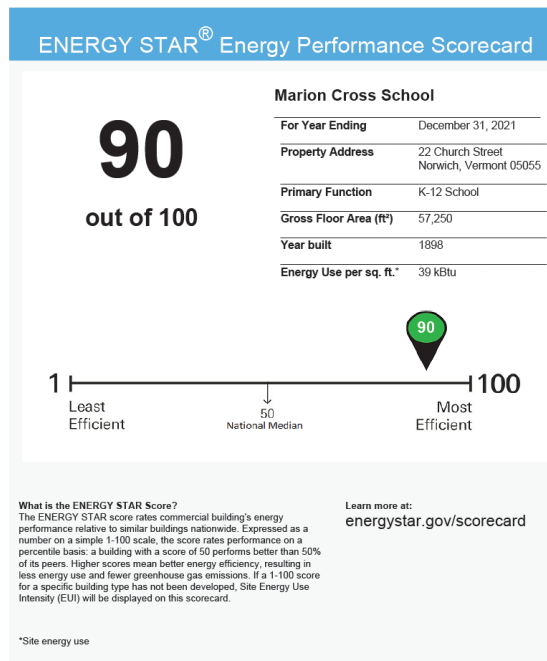 ENERGY STAR® Energy Performance Scorecard
90
out of 100
Marion Cross School
For Year Ending December 31, 2021
Property Address 22 Church Street
Norwich, Vermont 05055
Primary Function K-12 School
Gross Floor Area (ft²) 57,250
Year built 1898
Energy Use per sq. ft.* 39 kBtu
90
1 100
Least
Efficient
50
National Median
Most
Efficient
What is the ENERGY STAR Score?
The ENERGY STAR score rates commercial building's energy
performance relative to similar buildings nationwide. Expressed as a
number on a simple 1-100 scale, the score rates performance on a
percentile basis: a building with a score of 50 performs better than 50%
of its peers. Higher scores mean better energy efficiency, resulting in
less energy use and fewer greenhouse gas emissions. If a 1-100 score
for a specific building type has not been developed, Site Energy Use
Intensity (EUI) will be displayed on this scorecard.
Learn more at:
energystar.gov/scorecard
*Site energy use